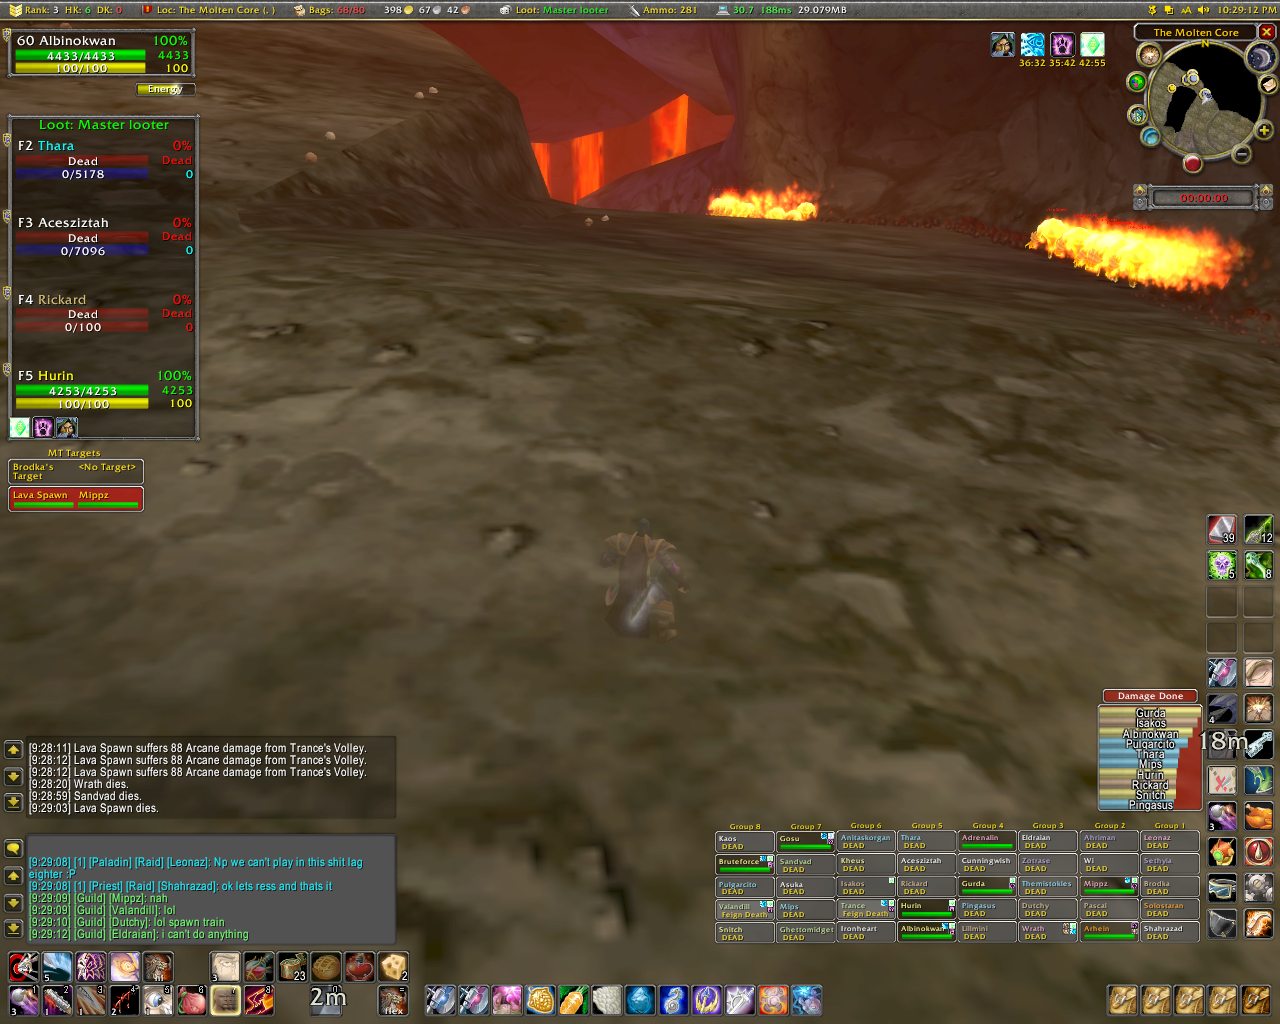 Rank: 3 HK: 6 DK: 0
Loc: The Molten Core (. )
Bags: 68/80
398 67 42
Loot: Master looter
Ammo: 281
30.7 188ms 29.079MB
10:29:12 PM
60 Albinokwan 100%
4433/4433 4433
100/100 100
Energy
Loot: Master looter
F2 Thara 0%
Dead Dead
0/5178 0
F3 Acesziztah 0%
Dead Dead
0/7096 0
F4 Rickard 0%
Dead Dead
0/100 0
F5 Hurin 100%
4253/4253 4253
100/100 100
MT Targets
Brodka's Target <No Target>
Lava Spawn Mippz
36:32 35:42 42:55
The Molten Core
N
00:00.00
39 12
5 8
4
3
Damage Done
Gurda
Isakos
Albinokwan
Pulgarcito
Thara
Mips
Hurin
Rickard
Snitch
Pingasus
18m
[9:28:11] Lava Spawn suffers 88 Arcane damage from Trance's Volley.
[9:28:12] Lava Spawn suffers 88 Arcane damage from Trance's Volley.
[9:28:12] Lava Spawn suffers 88 Arcane damage from Trance's Volley.
[9:28:20] Wrath dies.
[9:28:59] Sandvad dies.
[9:29:03] Lava Spawn dies.
[9:29:08] [1] [Paladin] [Raid] [Leonaz]: Np we can't play in this shit lag
eighter :P
[9:29:08] [1] [Priest] [Raid] [Shahrazad]: ok lets ress and thats it
[9:29:09] [Guild] [Mippz]: nah
[9:29:09] [Guild] [Valandill]: lol
[9:29:10] [Guild] [Dutchy]: lol spawn train
[9:29:12] [Guild] [Eldraian]: i can't do anything
Group 8 Group 7 Group 6 Group 5 Group 4 Group 3 Group 2 Group 1
Kaos Gosu Anitaskorgan Thara Adrenalin Eldraian Ahriman Leonaz
DEAD DEAD DEAD DEAD DEAD DEAD
Bruteforce Sandvad Kheus Acesziztah Cunningwish Zotrase Wi Sethyia
DEAD DEAD DEAD DEAD DEAD DEAD DEAD
Pulgarcito Asuka Isakos Rickard Gurda Themistokles Mippz Brodka
DEAD DEAD DEAD DEAD DEAD DEAD
Valandill Mips Trance Hurin Pingasus Dutchy Pascal Solostaran
Feign Death DEAD Feign Death DEAD DEAD DEAD DEAD
Snitch Ghettomidget Ironheart Albinokwan Lilmini Wrath Arhein Shahrazad
DEAD DEAD DEAD DEAD DEAD DEAD
5 3 23 2
2m
flex